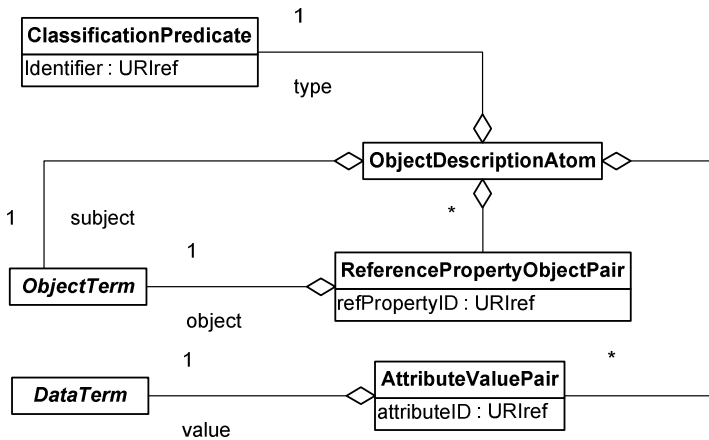 1
ClassificationPredicate
Identifier : URIref
type
ObjectDescriptionAtom
1
subject
*
1
ReferencePropertyObjectPair
ObjectTerm
refPropertyID : URIref
object
1
*
AttributeValuePair
DataTerm
attributeID : URIref
value